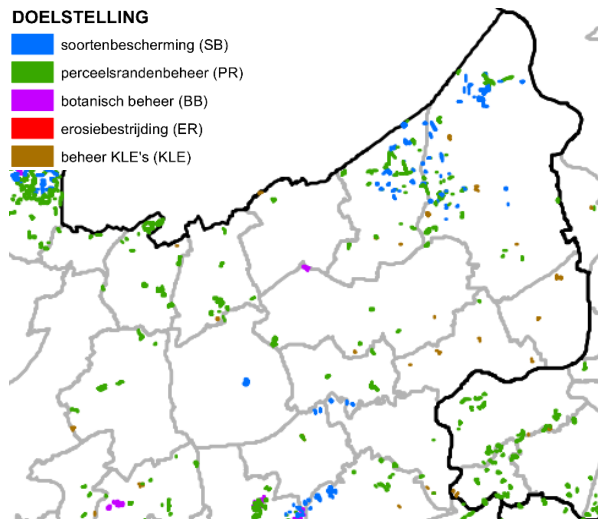 DOELSTELLING
soortenbescherming (SB)
perceelsrandenbeheer (PR)
botanisch beheer (BB)
erosiebestrijding (ER)
beheer KLE's (KLE)